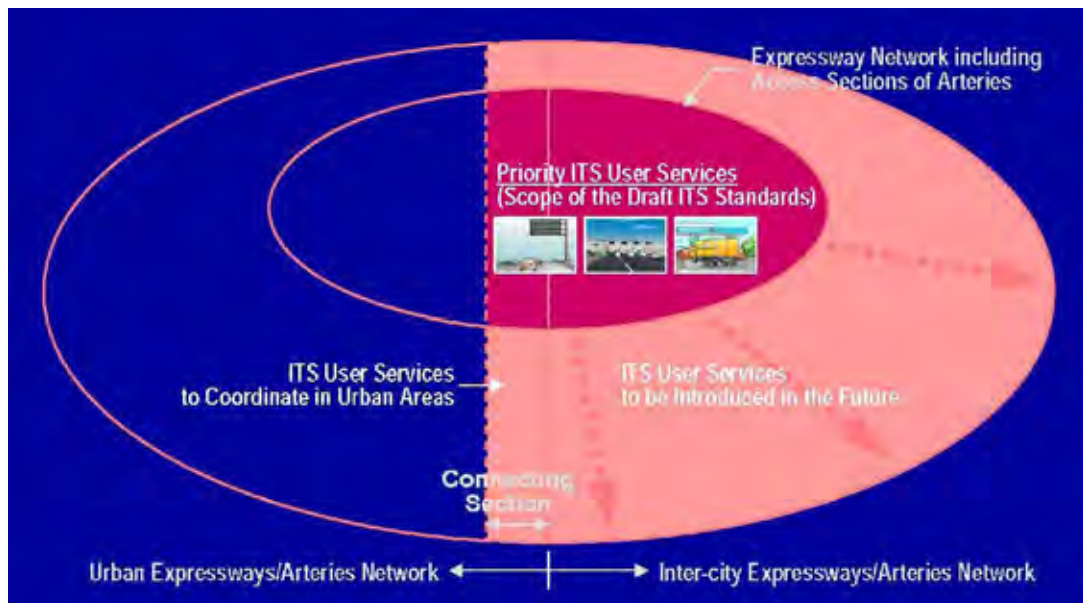 Expressway Network including
Access Sections of Arteries
Priority ITS User Services
(Scope of the Draft ITS Standards)
ITS User Services
to Coordinate in Urban Areas
ITS User Services
to be Introduced in the Future
Connecting
Section
Urban Expressways/Arteries Network
Inter-city Expressways/Arteries Network